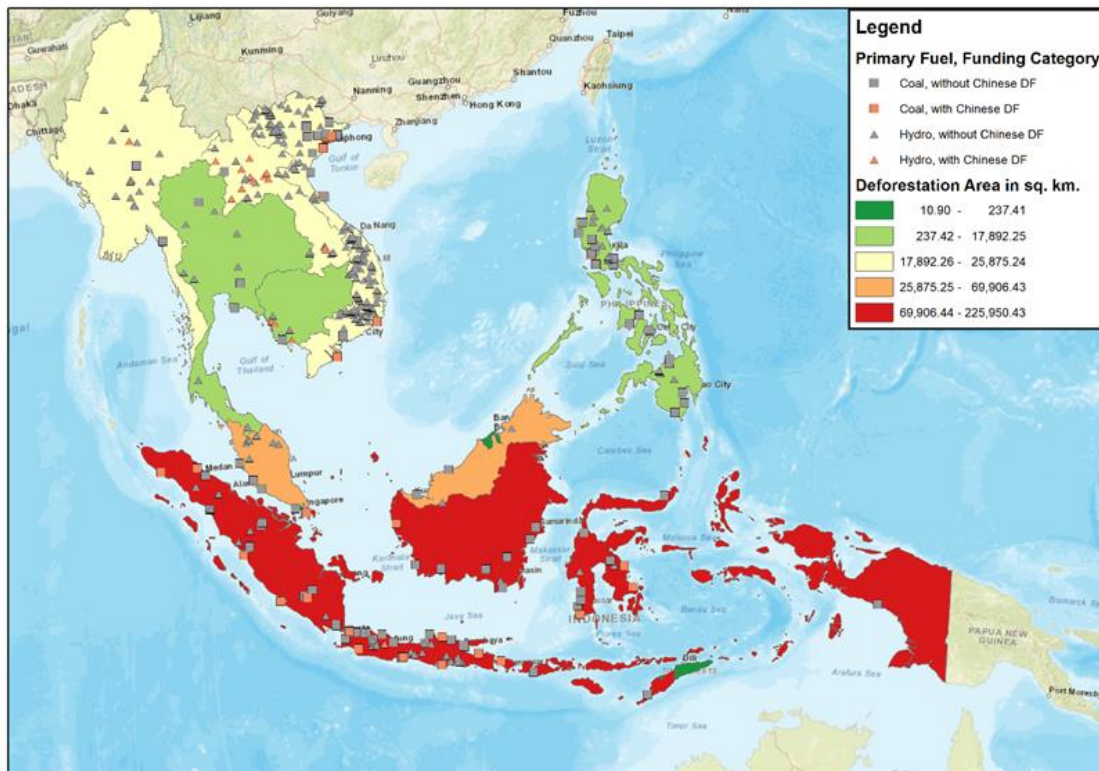 Legend
Primary Fuel, Funding Category
Coal, without Chinese DF
Coal, with Chinese DF
Hydro, without Chinese DF
Hydro, with Chinese DF
Deforestation Area in sq. km.
10.90 - 237.41
237.42 - 17,892.25
17,892.26 - 25,875.24
25,875.25 - 69,906.43
69,906.44 - 225,950.43
Lijiang
Guiyang
Fuzhou
Taipei
Guwahati
Kunming
Liuzhou
Quanzhou
Guangzhou
Shantou
Dhaka
Nanning
Shenzhen
Kaohsiung
Hong Kong
Zhanjiang
Luzon
Strait
Gulf of
Tonkin
Da Nang
Philippine
Sea
PHILIPPINES
City
Andaman Sea
Gulf of
Thailand
Sulu Sea
Celebes Sea
Medan
Lumpur
Karimata
Strait
Makassar
Strait
Molucca Sea
Java Sea
INDONESIA
Banda Sea
Flores Sea
Dili
Bismarck Sea
PAPUA NEW
GUINEA
Arafura Sea
Port Moresby
Timor Sea